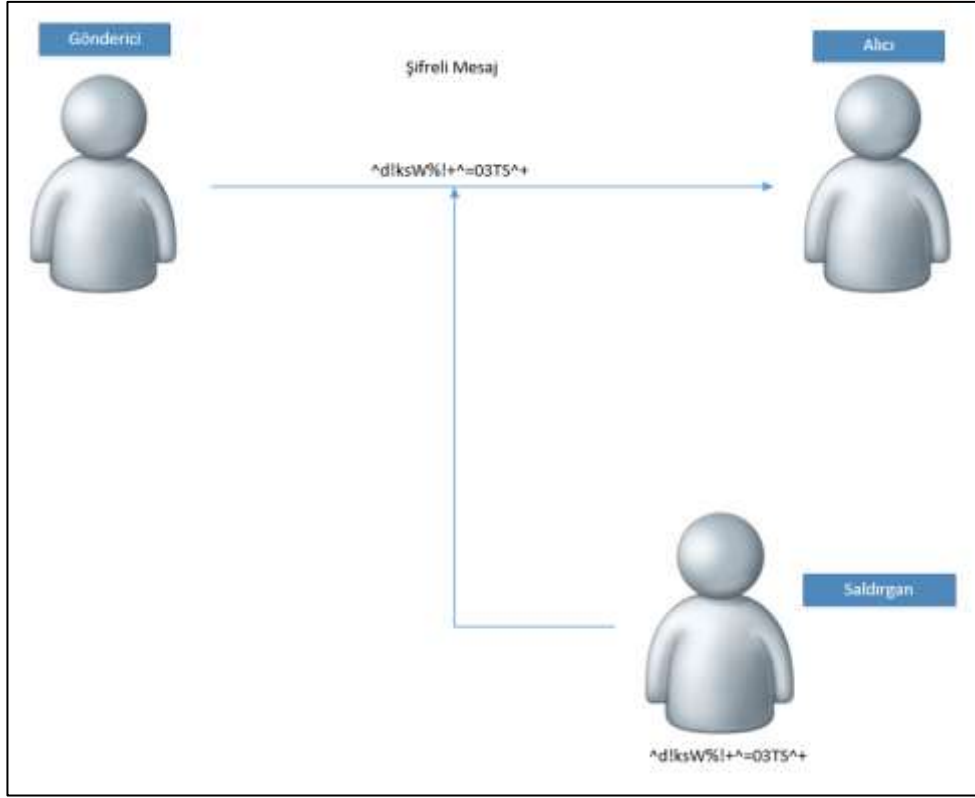 Gönderici
Alıcı
Şifreli Mesaj
^d!ksW%!+^=03TS^+
Saldırgan
^d!ksW%!+^=03TS^+